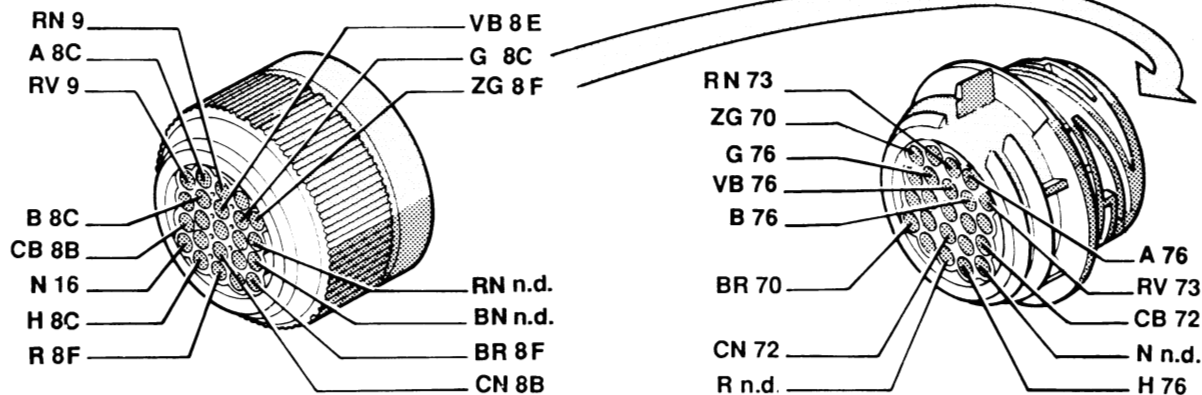 RN 9
A 8C
RV 9
B 8C
CB 8B
N 16
H 8C
R 8F
VB 8E
G 8C
ZG 8F
RN n.d.
BN n.d.
BR 8F
CN 8B
RN 73
ZG 70
G 76
VB 76
B 76
BR 70
CN 72
R n.d.
A 76
RV 73
CB 72
N n.d.
H 76